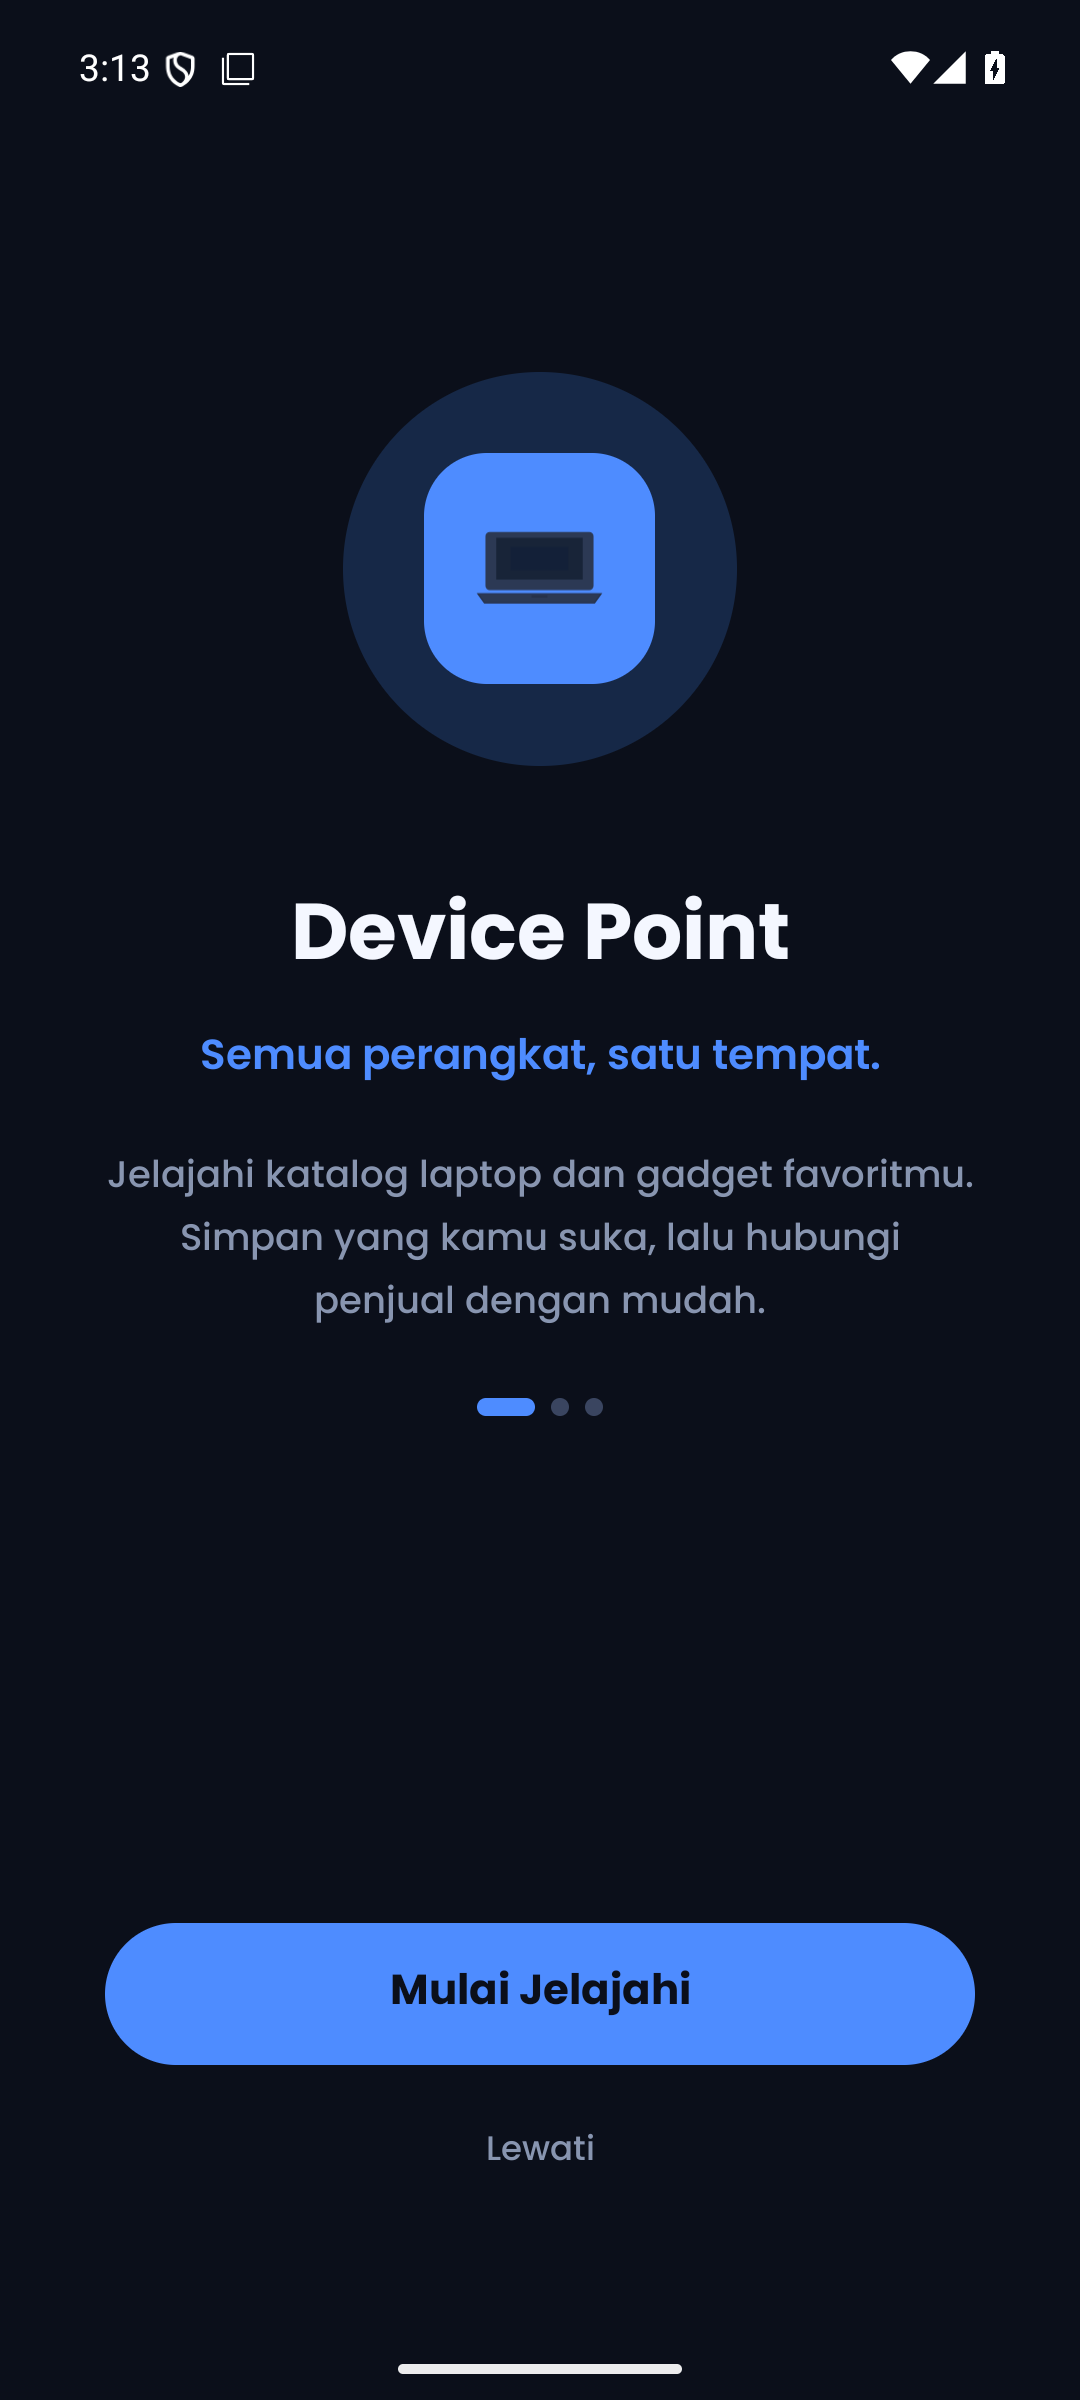 3:13
Device Point
Semua perangkat, satu tempat.
Jelajahi katalog laptop dan gadget favoritmu.
Simpan yang kamu suka, lalu hubungi
penjual dengan mudah.
Mulai Jelajahi
Lewati